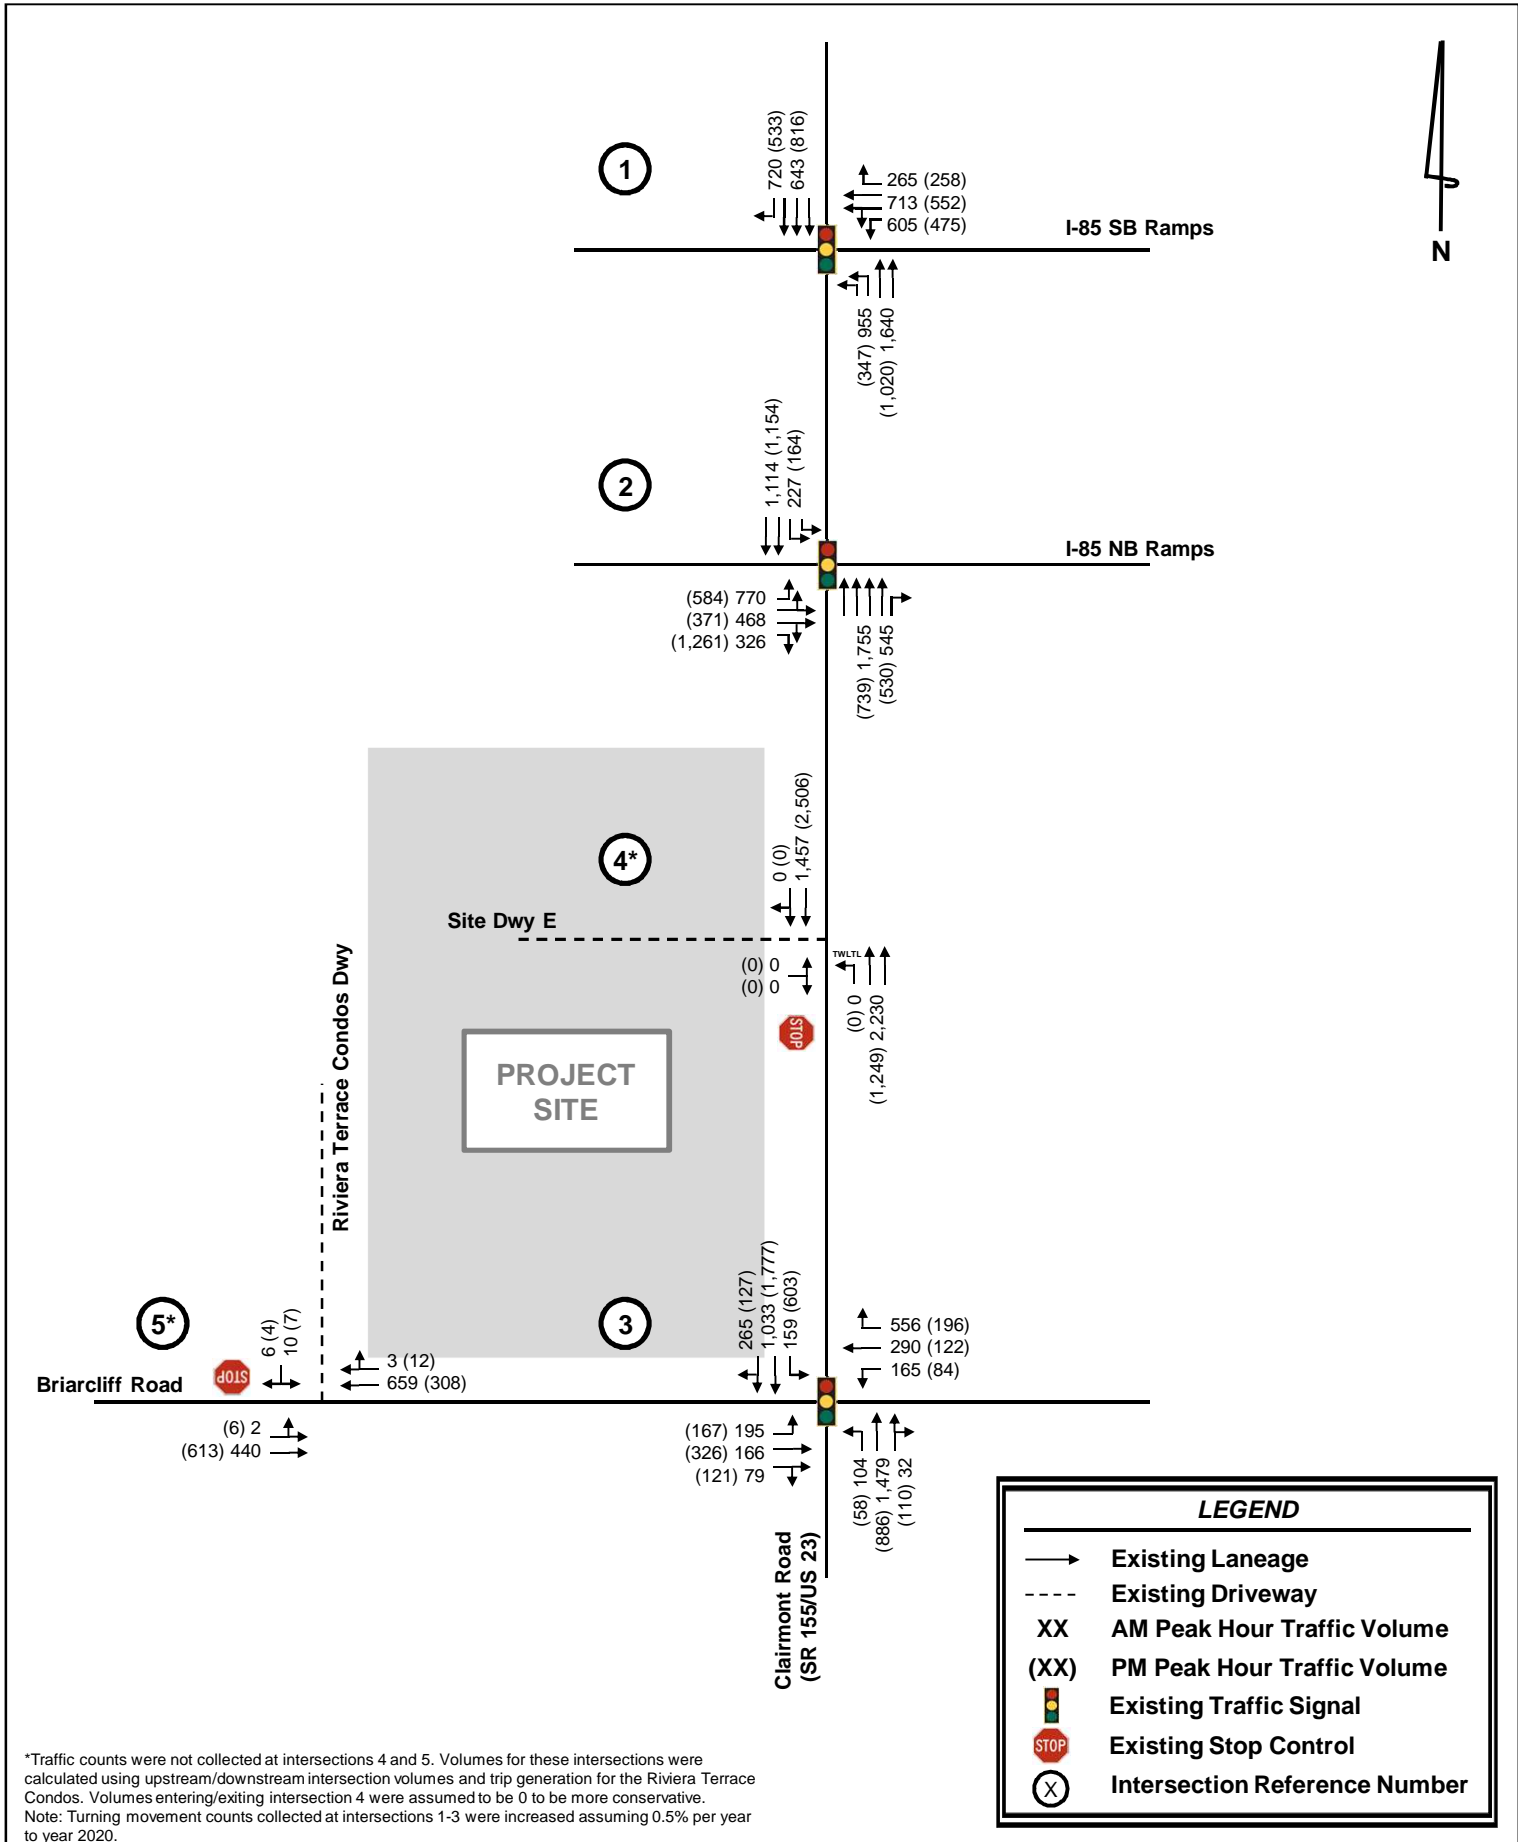 1
720 (533)
643 (816)
265 (258)
713 (552)
605 (475)
I-85 SB Ramps
N
(347) 955
(1,020) 1,640
2
1,114 (1,154)
227 (164)
I-85 NB Ramps
(584) 770
(371) 468
(1,261) 326
(739) 1,755
(530) 545
4*
0 (0)
1,457 (2,506)
Site Dwy E
(0) 0
(0) 0
TWLTL
(0) 0
(1,249) 2,230
STOP
Riviera Terrace Condos Dwy
PROJECT
SITE
5*
6 (4)
10 (7)
STOP
3 (12)
659 (308)
Briarcliff Road
(6) 2
(613) 440
3
265 (127)
1,033 (1,777)
159 (603)
556 (196)
290 (122)
165 (84)
(167) 195
(326) 166
(121) 79
(58) 104
(886) 1,479
(110) 32
Clairmont Road
(SR 155/US 23)
LEGEND
Existing Laneage
Existing Driveway
XX AM Peak Hour Traffic Volume
(XX) PM Peak Hour Traffic Volume
Existing Traffic Signal
STOP Existing Stop Control
X Intersection Reference Number
*Traffic counts were not collected at intersections 4 and 5. Volumes for these intersections were
calculated using upstream/downstream intersection volumes and trip generation for the Riviera Terrace
Condos. Volumes entering/exiting intersection 4 were assumed to be 0 to be more conservative.
Note: Turning movement counts collected at intersections 1-3 were increased assuming 0.5% per year
to year 2020.